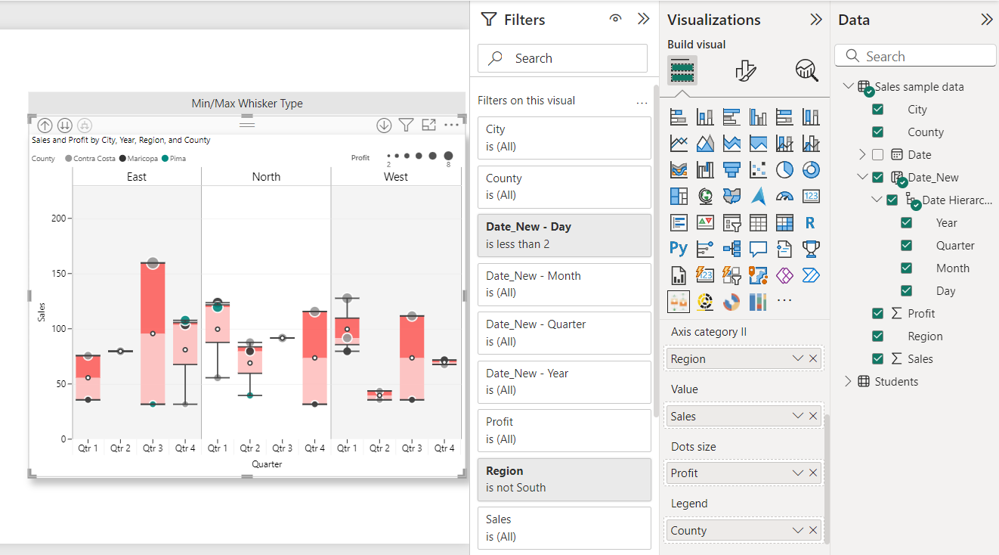 Min/Max Whisker Type
Sales and Profit by City, Year, Region, and County
County Contra Costa Maricopa Pima
Profit
2 8
East North West
Sales
200
150
100
50
0
Qtr 1 Qtr 2 Qtr 3 Qtr 4 Qtr 1 Qtr 2 Qtr 3 Qtr 4 Qtr 1 Qtr 2 Qtr 3 Qtr 4
Quarter
Filters
Search
Filters on this visual
...
City
is (All)
County
is (All)
Date_New - Day
is less than 2
Date_New - Month
is (All)
Date_New - Quarter
is (All)
Date_New - Year
is (All)
Profit
is (All)
Region
is not South
Sales
is (All)
Visualizations
Build visual
123
R
Py
123
...
Axis category II
Region
Value
Sales
Dots size
Profit
Legend
County
Data
Search
Sales sample data
City
County
Date
Date_New
Date Hierarc...
Year
Quarter
Month
Day
Σ Profit
Region
Σ Sales
Students